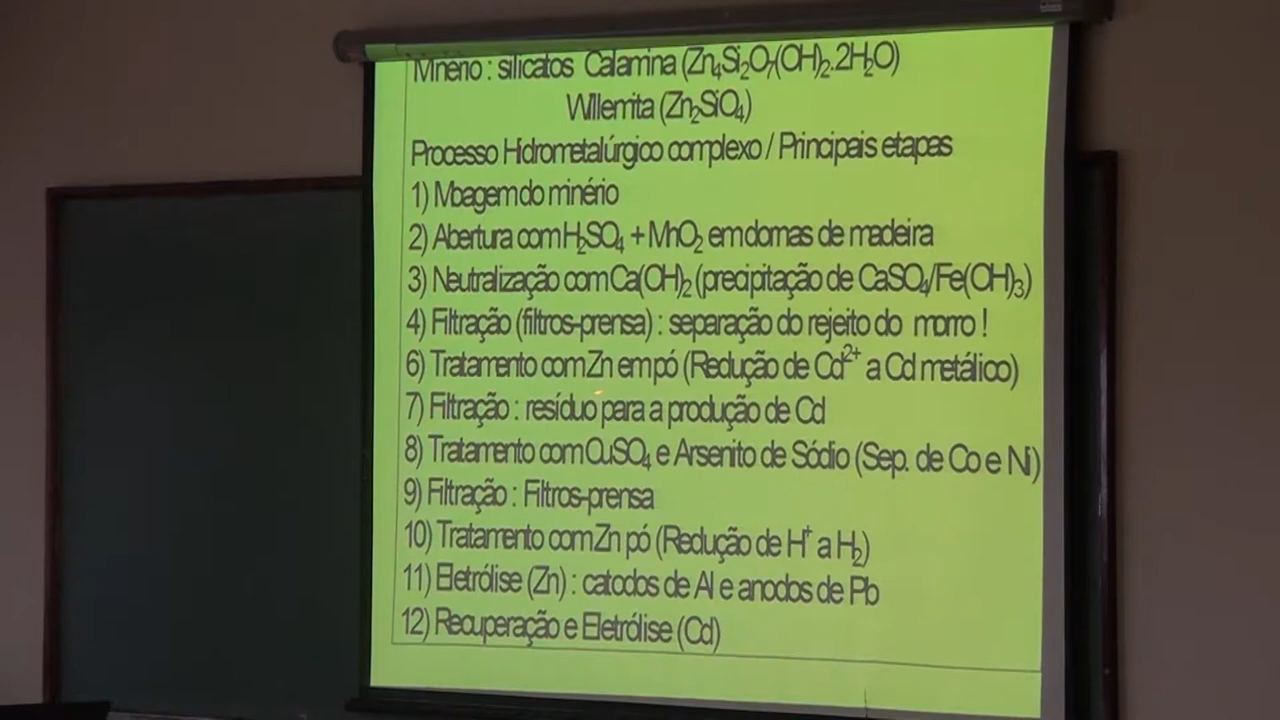 Minério : silicatos Calamina (Zn₄Si₂O₇(OH)₂.2H₂O)
Willemita (Zn₂SiO₄)
Processo Hidrometalúrgico complexo / Principais etapas
1) Moagem do minério
2) Abertura com H₂SO₄ + MnO₂ em dornas de madeira
3) Neutralização com Ca(OH)₂ (precipitação de CaSO₄/Fe(OH)₃)
4) Filtração (filtros-prensa) : separação do rejeito do morro !
6) Tratamento com Zn em pó (Redução de Cd²⁺ a Cd metálico)
7) Filtração : resíduo para a produção de Cd
8) Tratamento com CuSO₄ e Arsenito de Sódio (Sep. de Co e Ni)
9) Filtração : Filtros-prensa
10) Tratamento com Zn pó (Redução de H⁺ a H₂)
11) Eletrólise (Zn) : catodos de Al e anodos de Pb
12) Recuperação e Eletrólise (Cd)